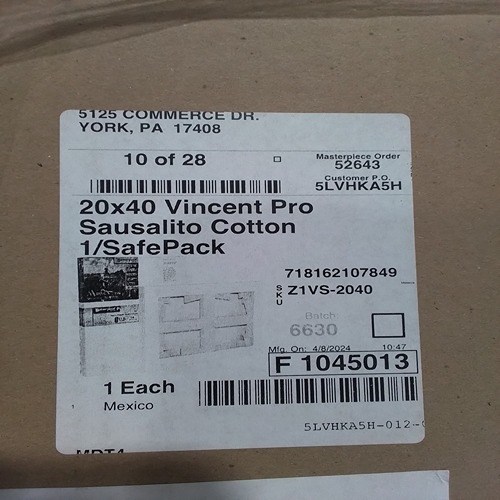 5125 COMMERCE DR.
YORK, PA 17408
10 of 28
Masterpiece Order
52643
Customer P.O.
5LVHKA5H
20x40 Vincent Pro
Sausalito Cotton
1/SafePack
718162107849
SKU Z1VS-2040
Batch
6630
Mfg On: 4/8/2024 10:47
F 1045013
1 Each
Mexico
5LVHKA5H-012-